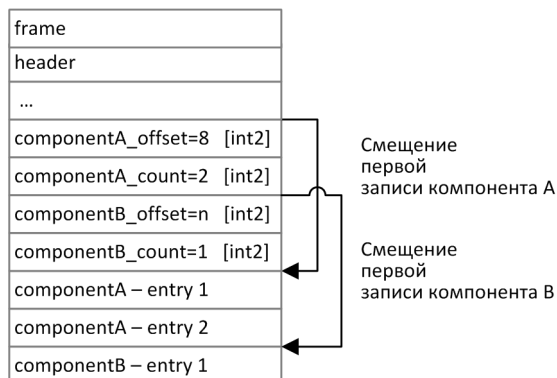 frame
header
...
componentA_offset=8 [int2]
componentA_count=2 [int2]
componentB_offset=n [int2]
componentB_count=1 [int2]
componentA – entry 1
componentA – entry 2
componentB – entry 1
Смещение
первой
записи компонента A
Смещение
первой
записи компонента B